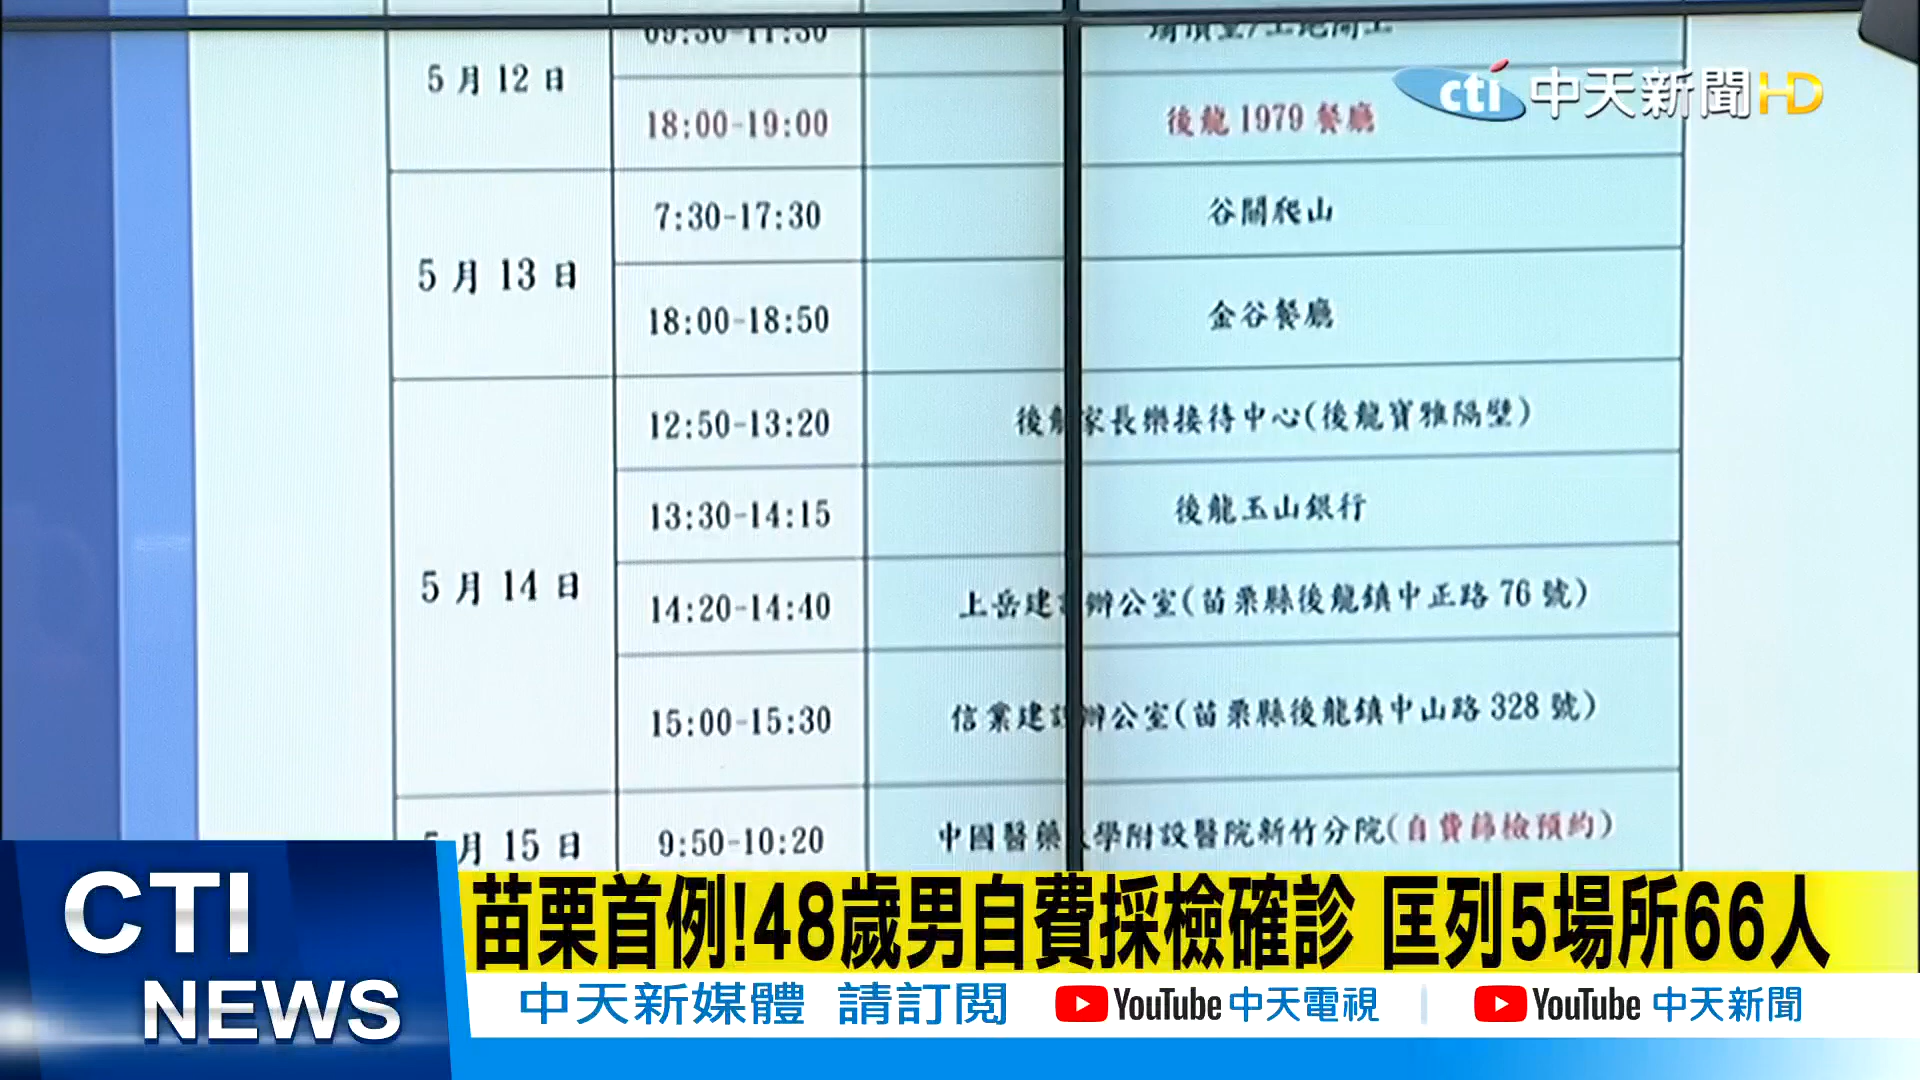 09:30-11:30
5月12日
18:00-19:00 後龍1979餐廳
cti 中天新聞HD
7:30-17:30 谷關爬山
5月13日
18:00-18:50 金谷餐廳
12:50-13:20 後龍家長樂接待中心(後龍寶雅隔壁)
13:30-14:15 後龍玉山銀行
5月14日
14:20-14:40 上岳建設辦公室(苗栗縣後龍鎮中正路76號)
15:00-15:30 信業建設辦公室(苗栗縣後龍鎮中山路328號)
5月15日 9:50-10:20 中國醫藥大學附設醫院新竹分院(自費篩檢預約)
CTI NEWS
苗栗首例!48歲男自費採檢確診 匡列5場所66人
中天新媒體 請訂閱 YouTube 中天電視 YouTube 中天新聞